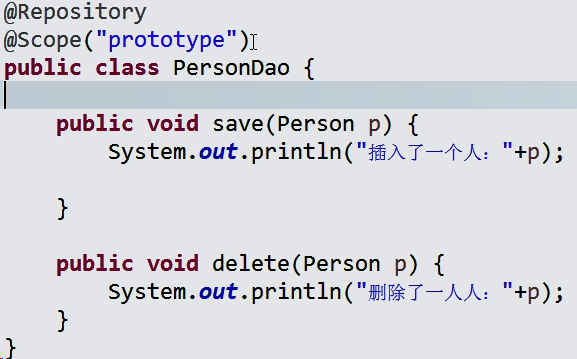 @Repository
@Scope("prototype")
public class PersonDao {
public void save(Person p) {
System.out.println("插入了一个人："+p);
}
public void delete(Person p) {
System.out.println("删除了一人人："+p);
}
}